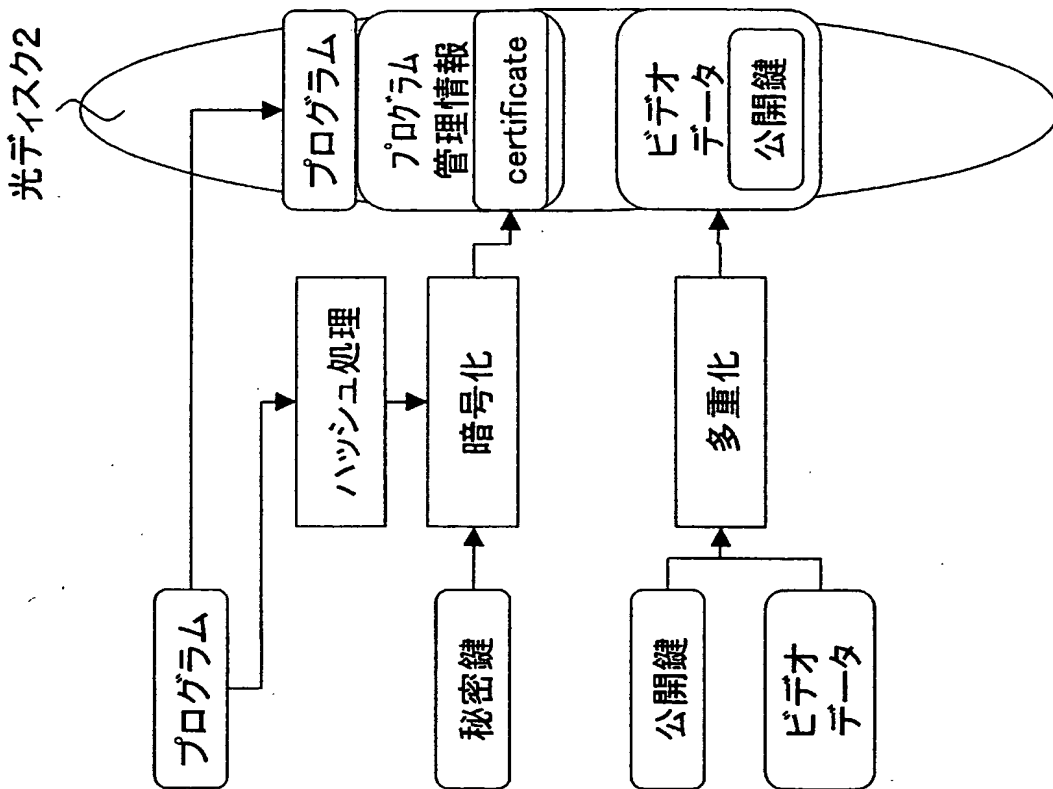 光ディスク2
プログラム
プログラム
ハッシュ処理
プログラム
管理情報
秘密鍵
暗号化
certificate
公開鍵
多重化
ビデオ
データ
公開鍵
ビデオ
データ